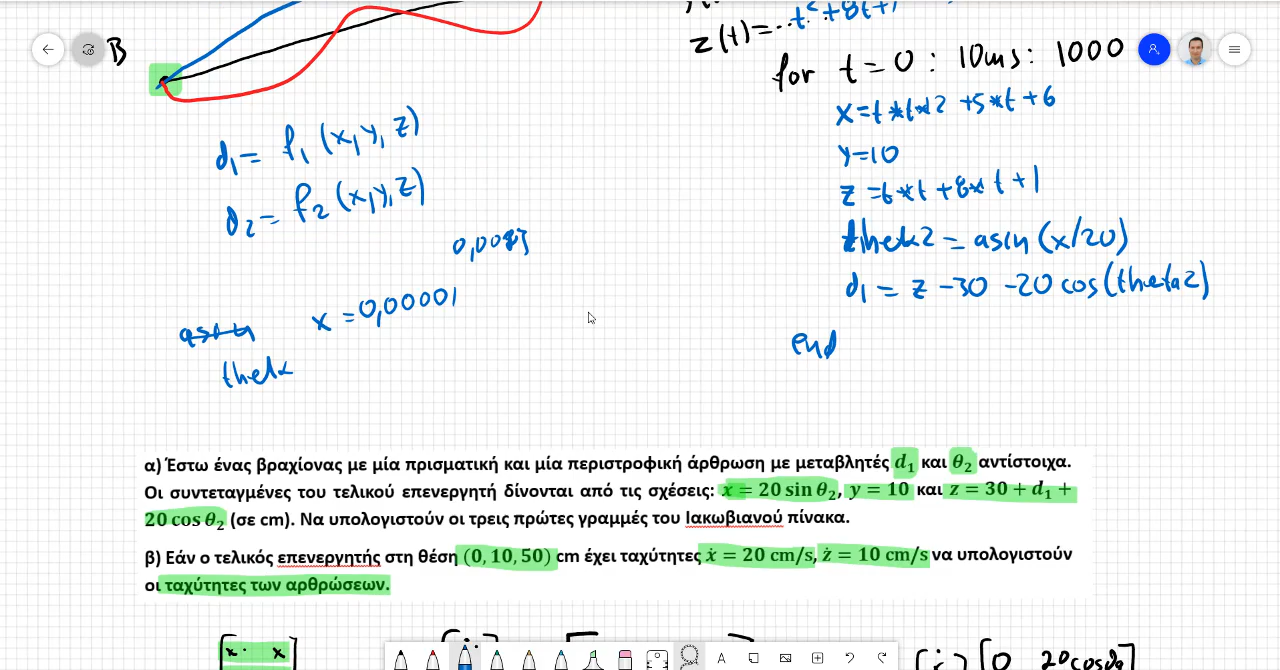 B
z(t)=..t²+8t+1
for t=0:10ms:1000
x=t*t*2+5*t+6
y=10
z=6*t+8*t+1
theta2=asin(x/20)
d₁=z-30-20cos(theta2)
end
d₁= f₁(x,y,z)
d₂= f₂(x,y,z)
x=0,00001
theta
α) Έστω ένας βραχίονας με μία πρισματική και μία περιστροφική άρθρωση με μεταβλητές d₁ και θ₂ αντίστοιχα.
Οι συντεταγμένες του τελικού επενεργητή δίνονται από τις σχέσεις: x = 20 sin θ₂, y = 10 και z = 30 + d₁ +
20 cos θ₂ (σε cm). Να υπολογιστούν οι τρεις πρώτες γραμμές του Ιακωβιανού πίνακα.
β) Εάν ο τελικός επενεργητής στη θέση (0, 10, 50) cm έχει ταχύτητες ẋ = 20 cm/s, ż = 10 cm/s να υπολογιστούν
οι ταχύτητες των αρθρώσεων.